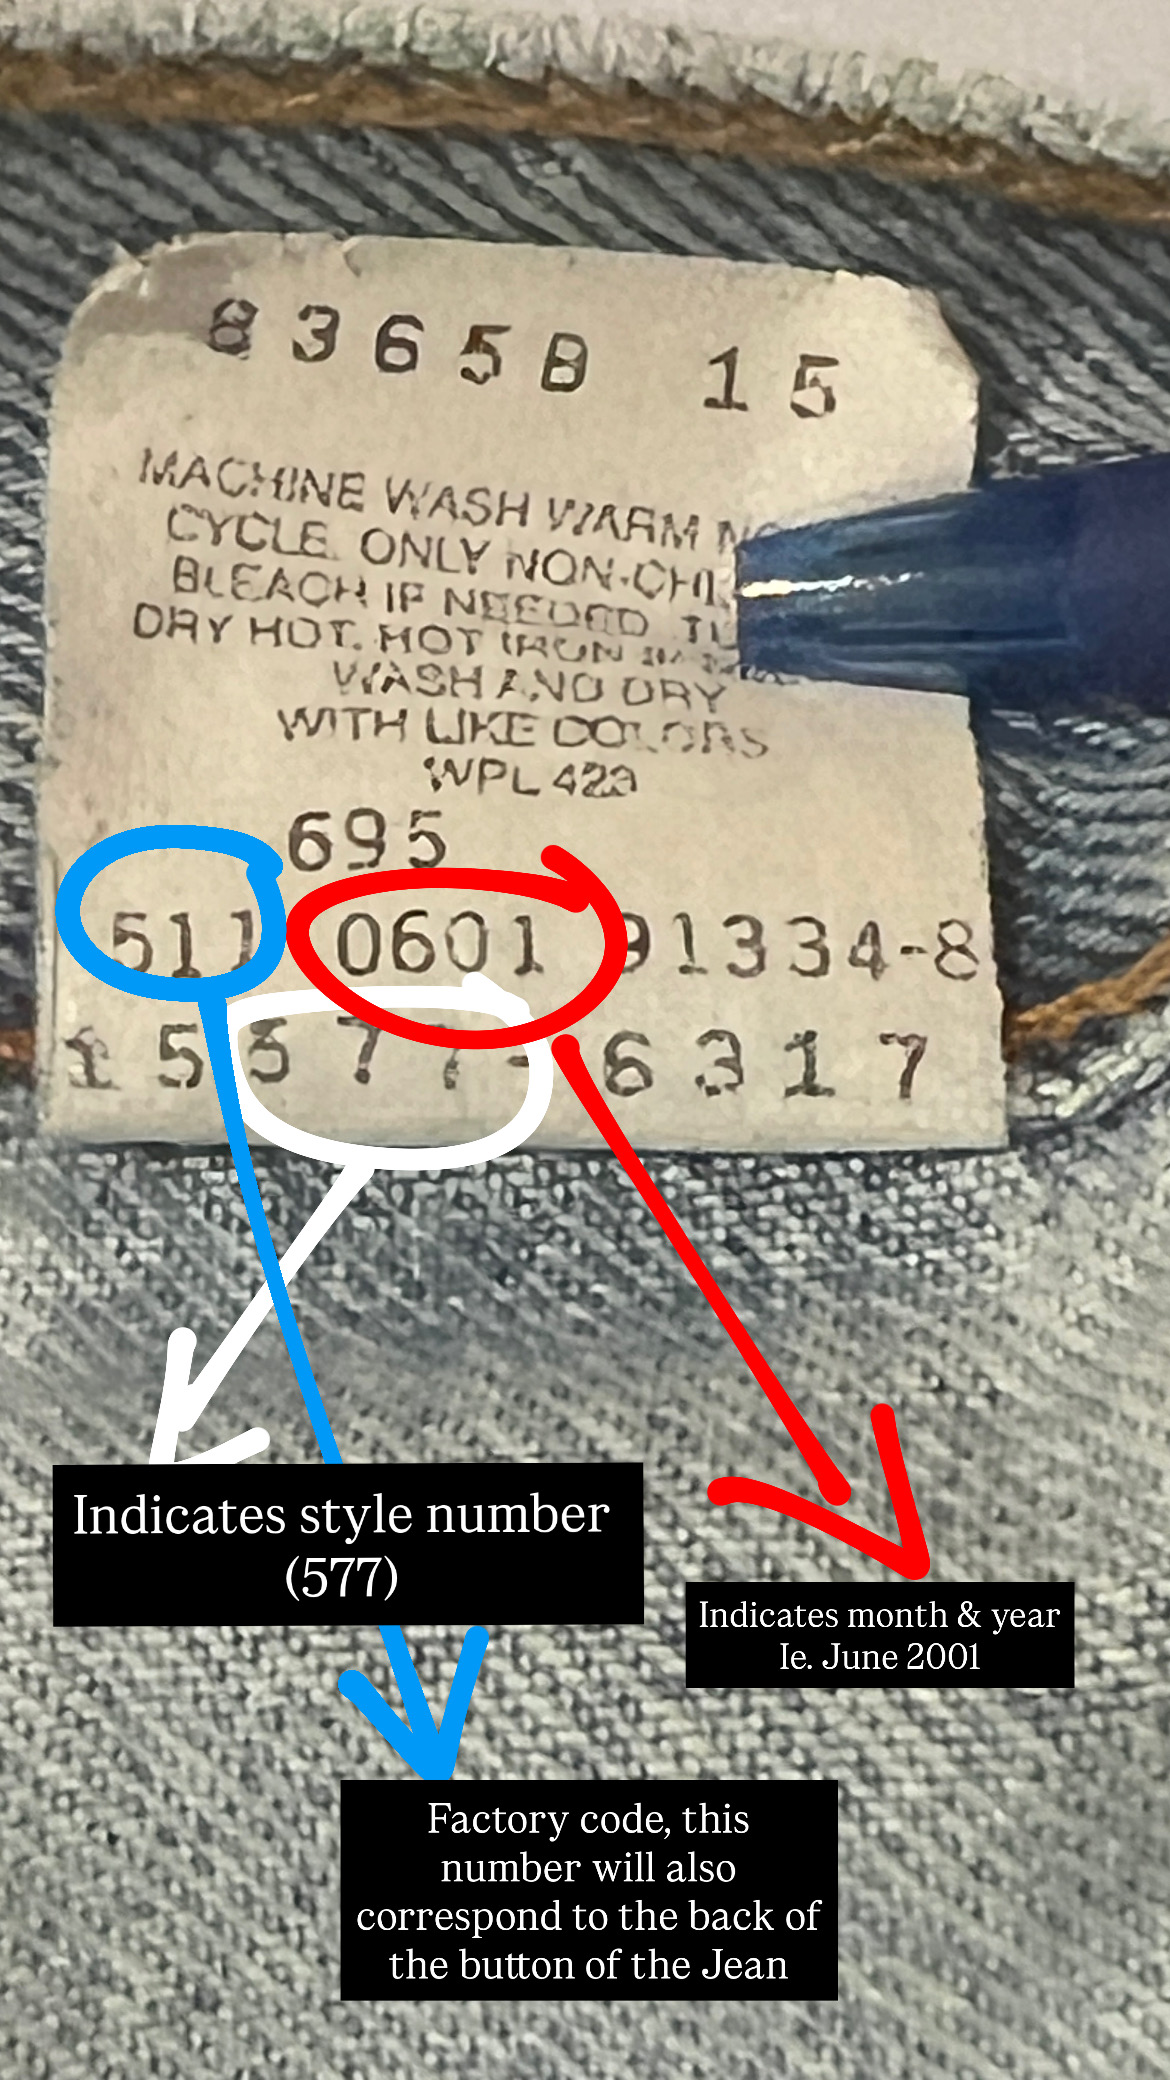 8365B 15
MACHINE WASH WARM
CYCLE. ONLY NON-CHL
BLEACH IF NEEDED. TU
DRY HOT. HOT IRON
WASH AND DRY
WITH LIKE COLORS
WPL 423
695
511 0601 91334-8
15577-6317
Indicates style number
(577)
Indicates month & year
Ie. June 2001
Factory code, this
number will also
correspond to the back of
the button of the Jean